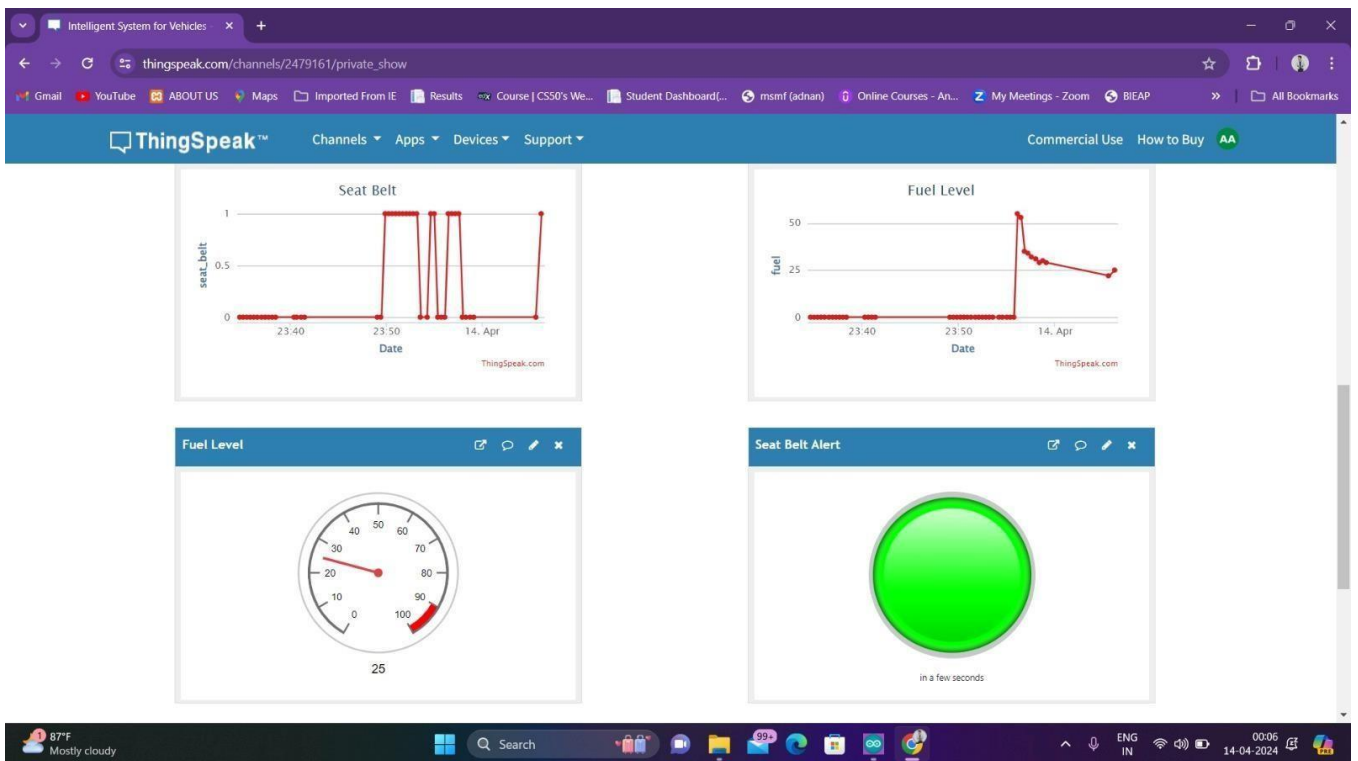 Intelligent System for Vehicles -
thingspeak.com/channels/2479161/private_show
Gmail YouTube ABOUT US Maps Imported From IE Results Course | CS50's We... Student Dashboard(... msmf (adnan) Online Courses - An... My Meetings - Zoom BIEAP » All Bookmarks
ThingSpeak™ Channels Apps Devices Support Commercial Use How to Buy AA
Seat Belt
1
0.5
0
seat_belt
23:40 23:50 14. Apr
Date
ThingSpeak.com
Fuel Level
50
25
0
fuel
23:40 23:50 14. Apr
Date
ThingSpeak.com
Fuel Level
0 10 20 30 40 50 60 70 80 90 100
25
Seat Belt Alert
in a few seconds
1
87°F
Mostly cloudy
Search
99+
ENG
IN
00:06
14-04-2024
PRE